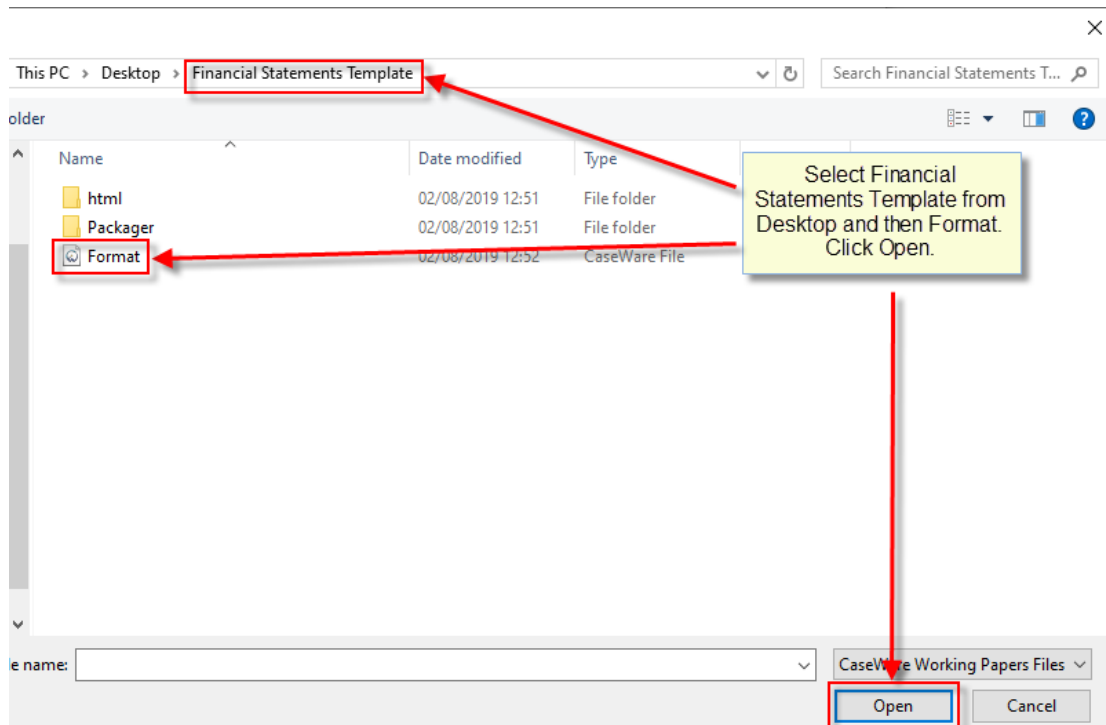 This PC > Desktop > Financial Statements Template
Search Financial Statements T...
older
Name Date modified Type
html 02/08/2019 12:51 File folder
Packager 02/08/2019 12:51 File folder
Format 02/08/2019 12:52 CaseWare File
Select Financial
Statements Template from
Desktop and then Format.
Click Open.
le name:
CaseWare Working Papers Files
Open Cancel